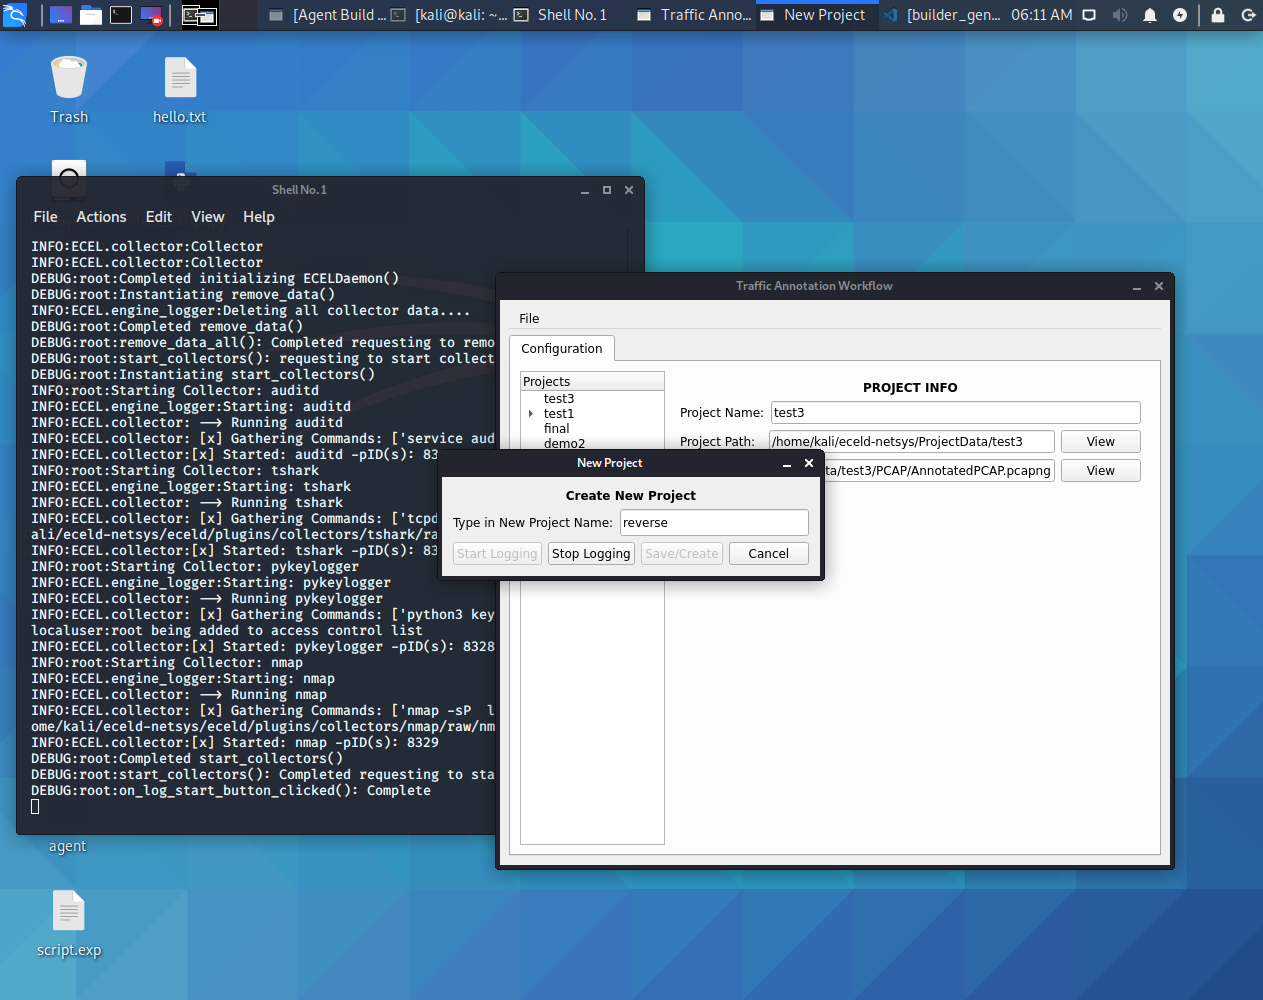 [Agent Build ...
[kali@kali: ~...
Shell No. 1
Traffic Anno...
New Project
[builder_gen...
06:11 AM
Trash
hello.txt
Shell No. 1
File
Actions
Edit
View
Help
INFO:ECEL.collector:Collector
INFO:ECEL.collector:Collector
DEBUG:root:Completed initializing ECELDaemon()
DEBUG:root:Instantiating remove_data()
INFO:ECEL.engine_logger:Deleting all collector data....
DEBUG:root:Completed remove_data()
DEBUG:root:remove_data_all(): Completed requesting to remo
DEBUG:root:start_collectors(): requesting to start collect
DEBUG:root:Instantiating start_collectors()
INFO:root:Starting Collector: auditd
INFO:ECEL.engine_logger:Starting: auditd
INFO:ECEL.collector: --> Running auditd
INFO:ECEL.collector: [x] Gathering Commands: ['service aud
INFO:ECEL.collector:[x] Started: auditd -pID(s): 83
INFO:root:Starting Collector: tshark
INFO:ECEL.engine_logger:Starting: tshark
INFO:ECEL.collector: --> Running tshark
INFO:ECEL.collector: [x] Gathering Commands: ['tcpd
ali/eceld-netsys/eceld/plugins/collectors/tshark/ra
INFO:ECEL.collector:[x] Started: tshark -pID(s): 83
INFO:root:Starting Collector: pykeylogger
INFO:ECEL.engine_logger:Starting: pykeylogger
INFO:ECEL.collector: --> Running pykeylogger
INFO:ECEL.collector: [x] Gathering Commands: ['python3 key
localuser:root being added to access control list
INFO:ECEL.collector:[x] Started: pykeylogger -pID(s): 8328
INFO:root:Starting Collector: nmap
INFO:ECEL.engine_logger:Starting: nmap
INFO:ECEL.collector: --> Running nmap
INFO:ECEL.collector: [x] Gathering Commands: ['nmap -sP  l
ome/kali/eceld-netsys/eceld/plugins/collectors/nmap/raw/nm
INFO:ECEL.collector:[x] Started: nmap -pID(s): 8329
DEBUG:root:Completed start_collectors()
DEBUG:root:start_collectors(): Completed requesting to sta
DEBUG:root:on_log_start_button_clicked(): Complete
Traffic Annotation Workflow
File
Configuration
Projects
test3
test1
final
demo2
PROJECT INFO
Project Name: test3
Project Path: /home/kali/eceld-netsys/ProjectData/test3 View
ta/test3/PCAP/AnnotatedPCAP.pcapng View
New Project
Create New Project
Type in New Project Name: reverse
Start Logging
Stop Logging
Save/Create
Cancel
agent
script.exp